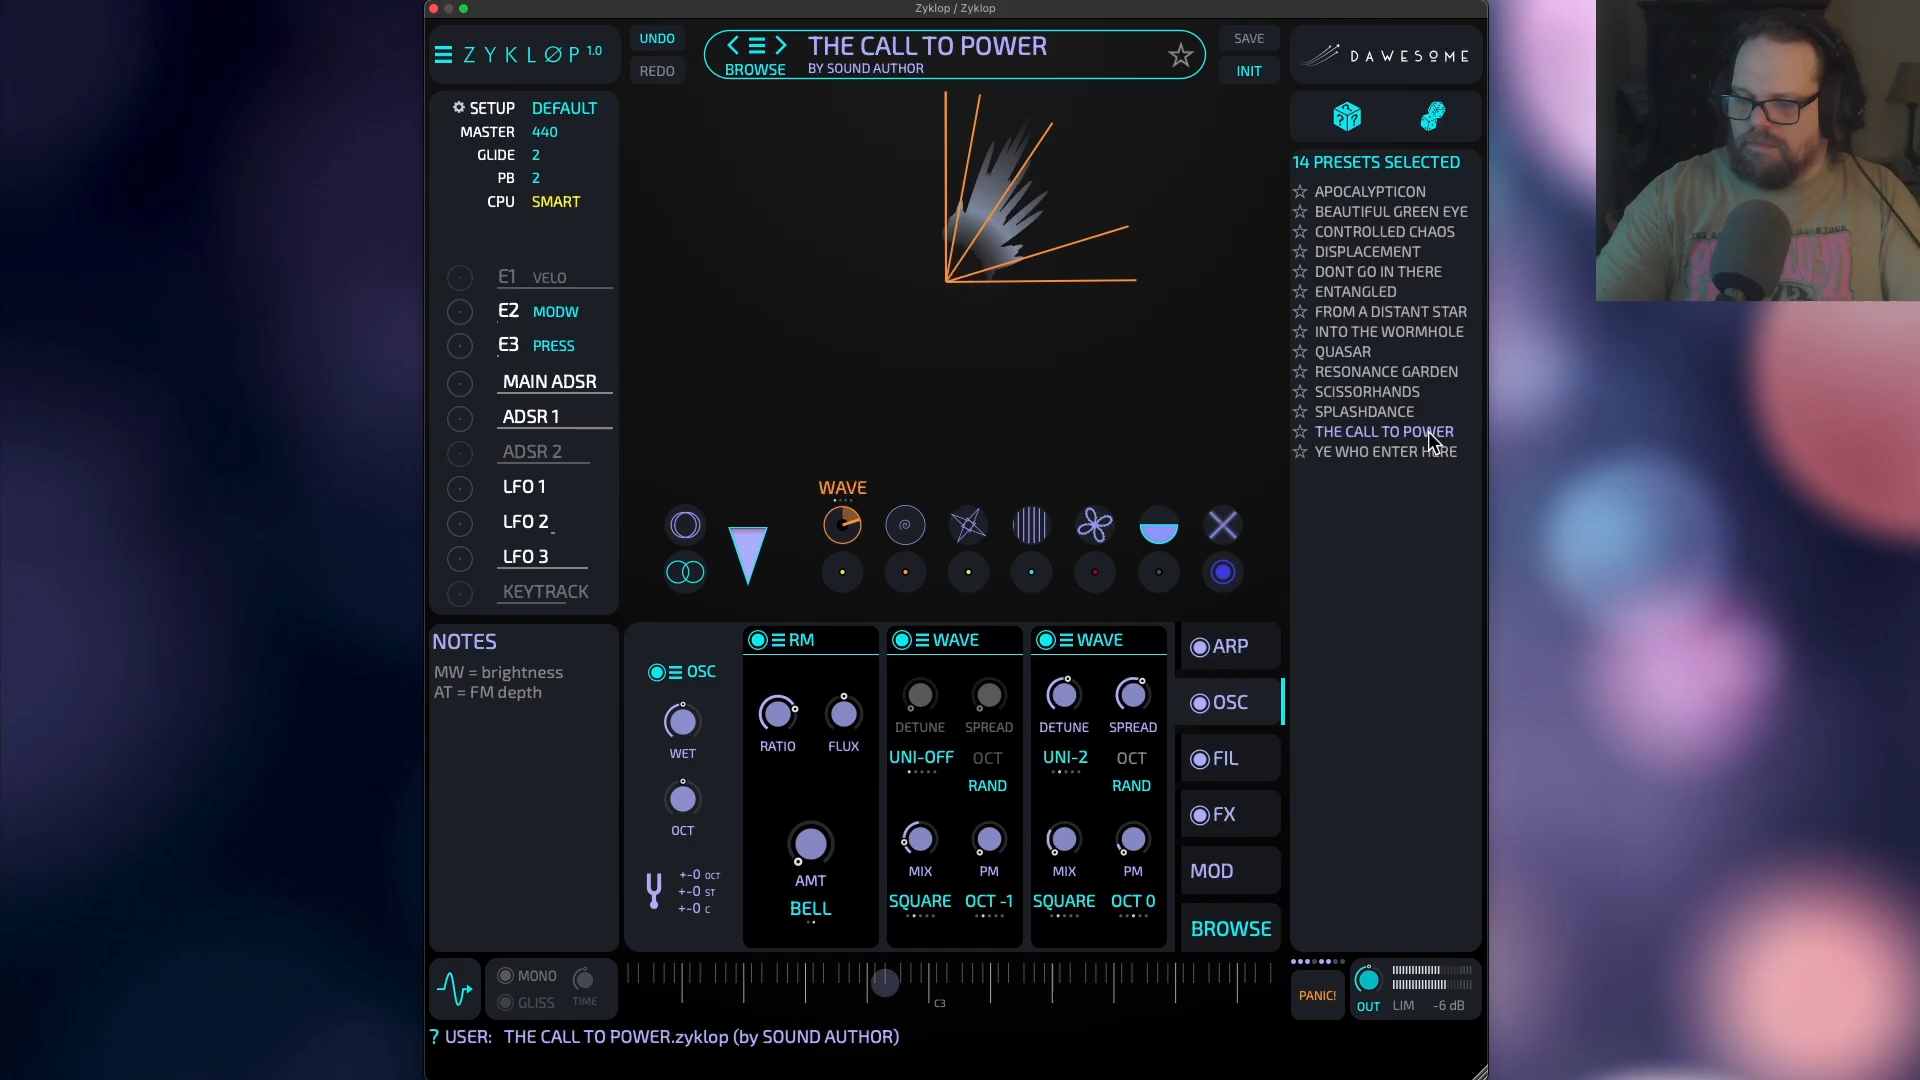 Zyklop / Zyklop
ZYKLØP 1.0
UNDO
REDO
BROWSE
THE CALL TO POWER
BY SOUND AUTHOR
SAVE
INIT
DAWESOME
SETUP DEFAULT
MASTER 440
GLIDE 2
PB 2
CPU SMART
E1 VELO
E2 MODW
E3 PRESS
MAIN ADSR
ADSR 1
ADSR 2
LFO 1
LFO 2
LFO 3
KEYTRACK
WAVE
14 PRESETS SELECTED
APOCALYPTICON
BEAUTIFUL GREEN EYE
CONTROLLED CHAOS
DISPLACEMENT
DONT GO IN THERE
ENTANGLED
FROM A DISTANT STAR
INTO THE WORMHOLE
QUASAR
RESONANCE GARDEN
SCISSORHANDS
SPLASHDANCE
THE CALL TO POWER
YE WHO ENTER HERE
NOTES
MW = brightness
AT = FM depth
OSC
WET
OCT
+-0 OCT
+-0 ST
+-0 C
RM
RATIO FLUX
AMT
BELL
WAVE
DETUNE SPREAD
UNI-OFF OCT
RAND
MIX PM
SQUARE OCT -1
WAVE
DETUNE SPREAD
UNI-2 OCT
RAND
MIX PM
SQUARE OCT 0
ARP
OSC
FIL
FX
MOD
BROWSE
MONO
GLISS
TIME
C3
PANIC!
OUT LIM -6 dB
? USER: THE CALL TO POWER.zyklop (by SOUND AUTHOR)